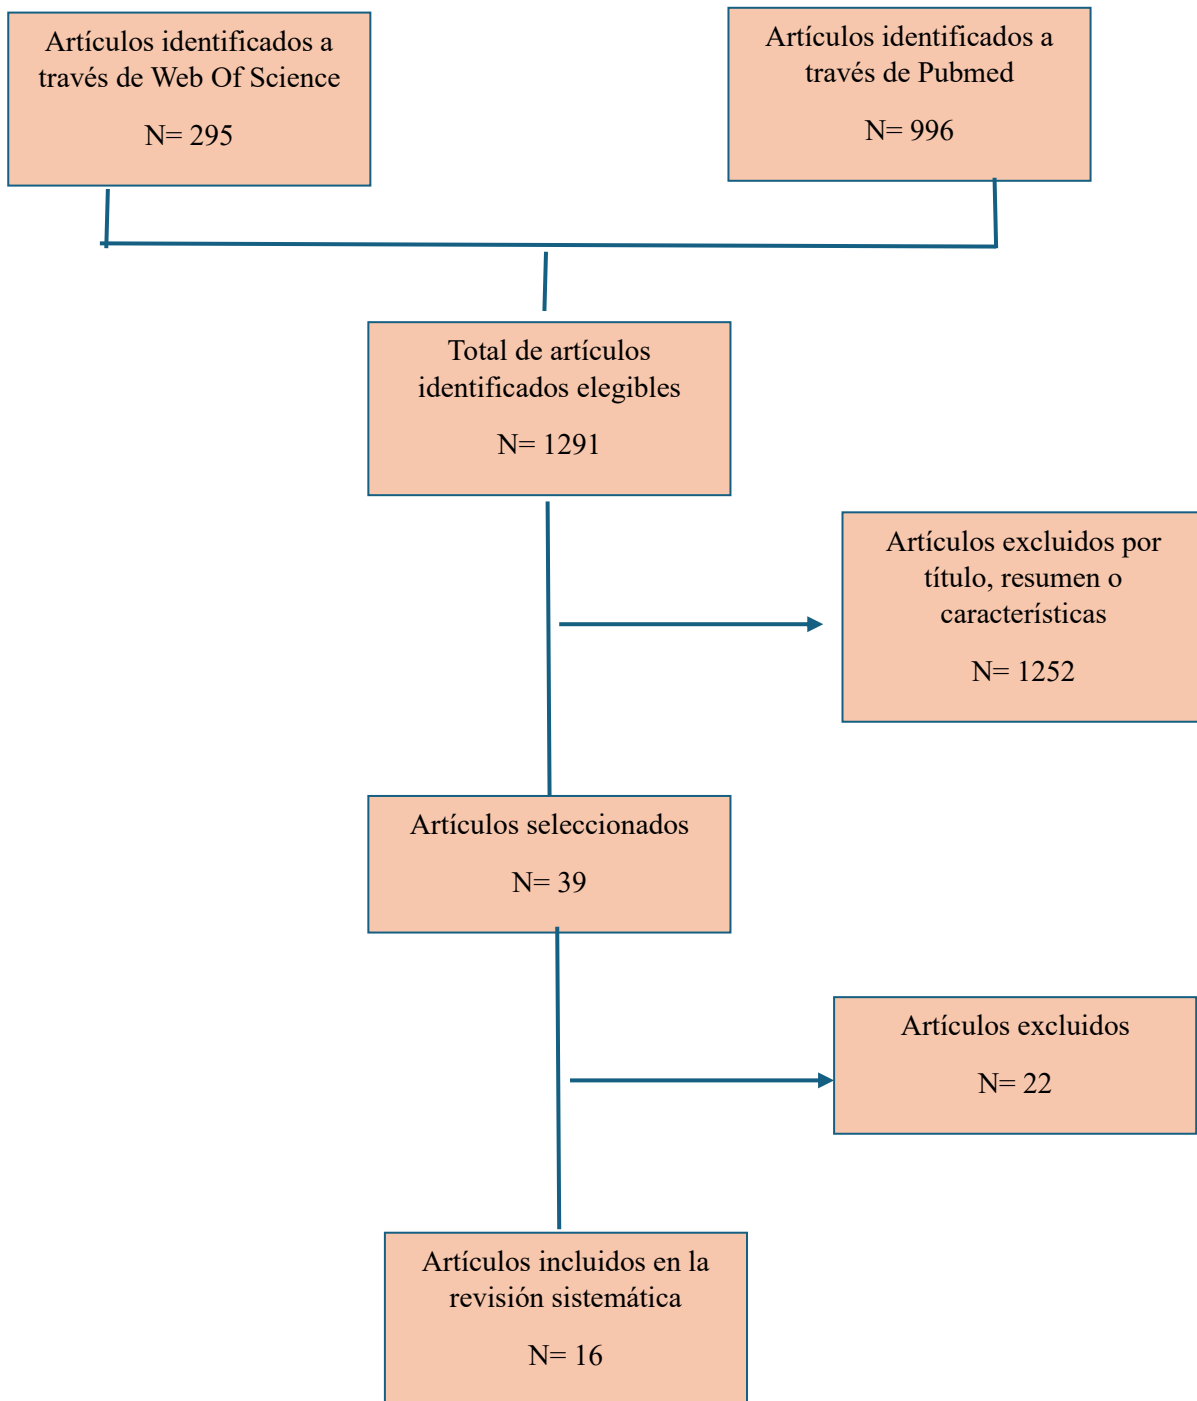 Artículos identificados a
través de Web Of Science
N= 295
Artículos identificados a
través de Pubmed
N= 996
Total de artículos
identificados elegibles
N= 1291
Artículos excluidos por
título, resumen o
características
N= 1252
Artículos seleccionados
N= 39
Artículos excluidos
N= 22
Artículos incluidos en la
revisión sistemática
N= 16